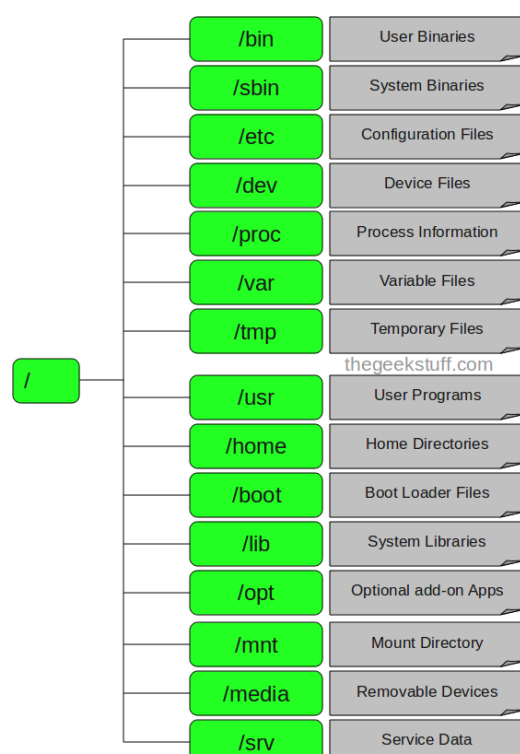 /bin User Binaries
/sbin System Binaries
/etc Configuration Files
/dev Device Files
/proc Process Information
/var Variable Files
/tmp Temporary Files
thegeekstuff.com
/
/usr User Programs
/home Home Directories
/boot Boot Loader Files
/lib System Libraries
/opt Optional add-on Apps
/mnt Mount Directory
/media Removable Devices
/srv Service Data